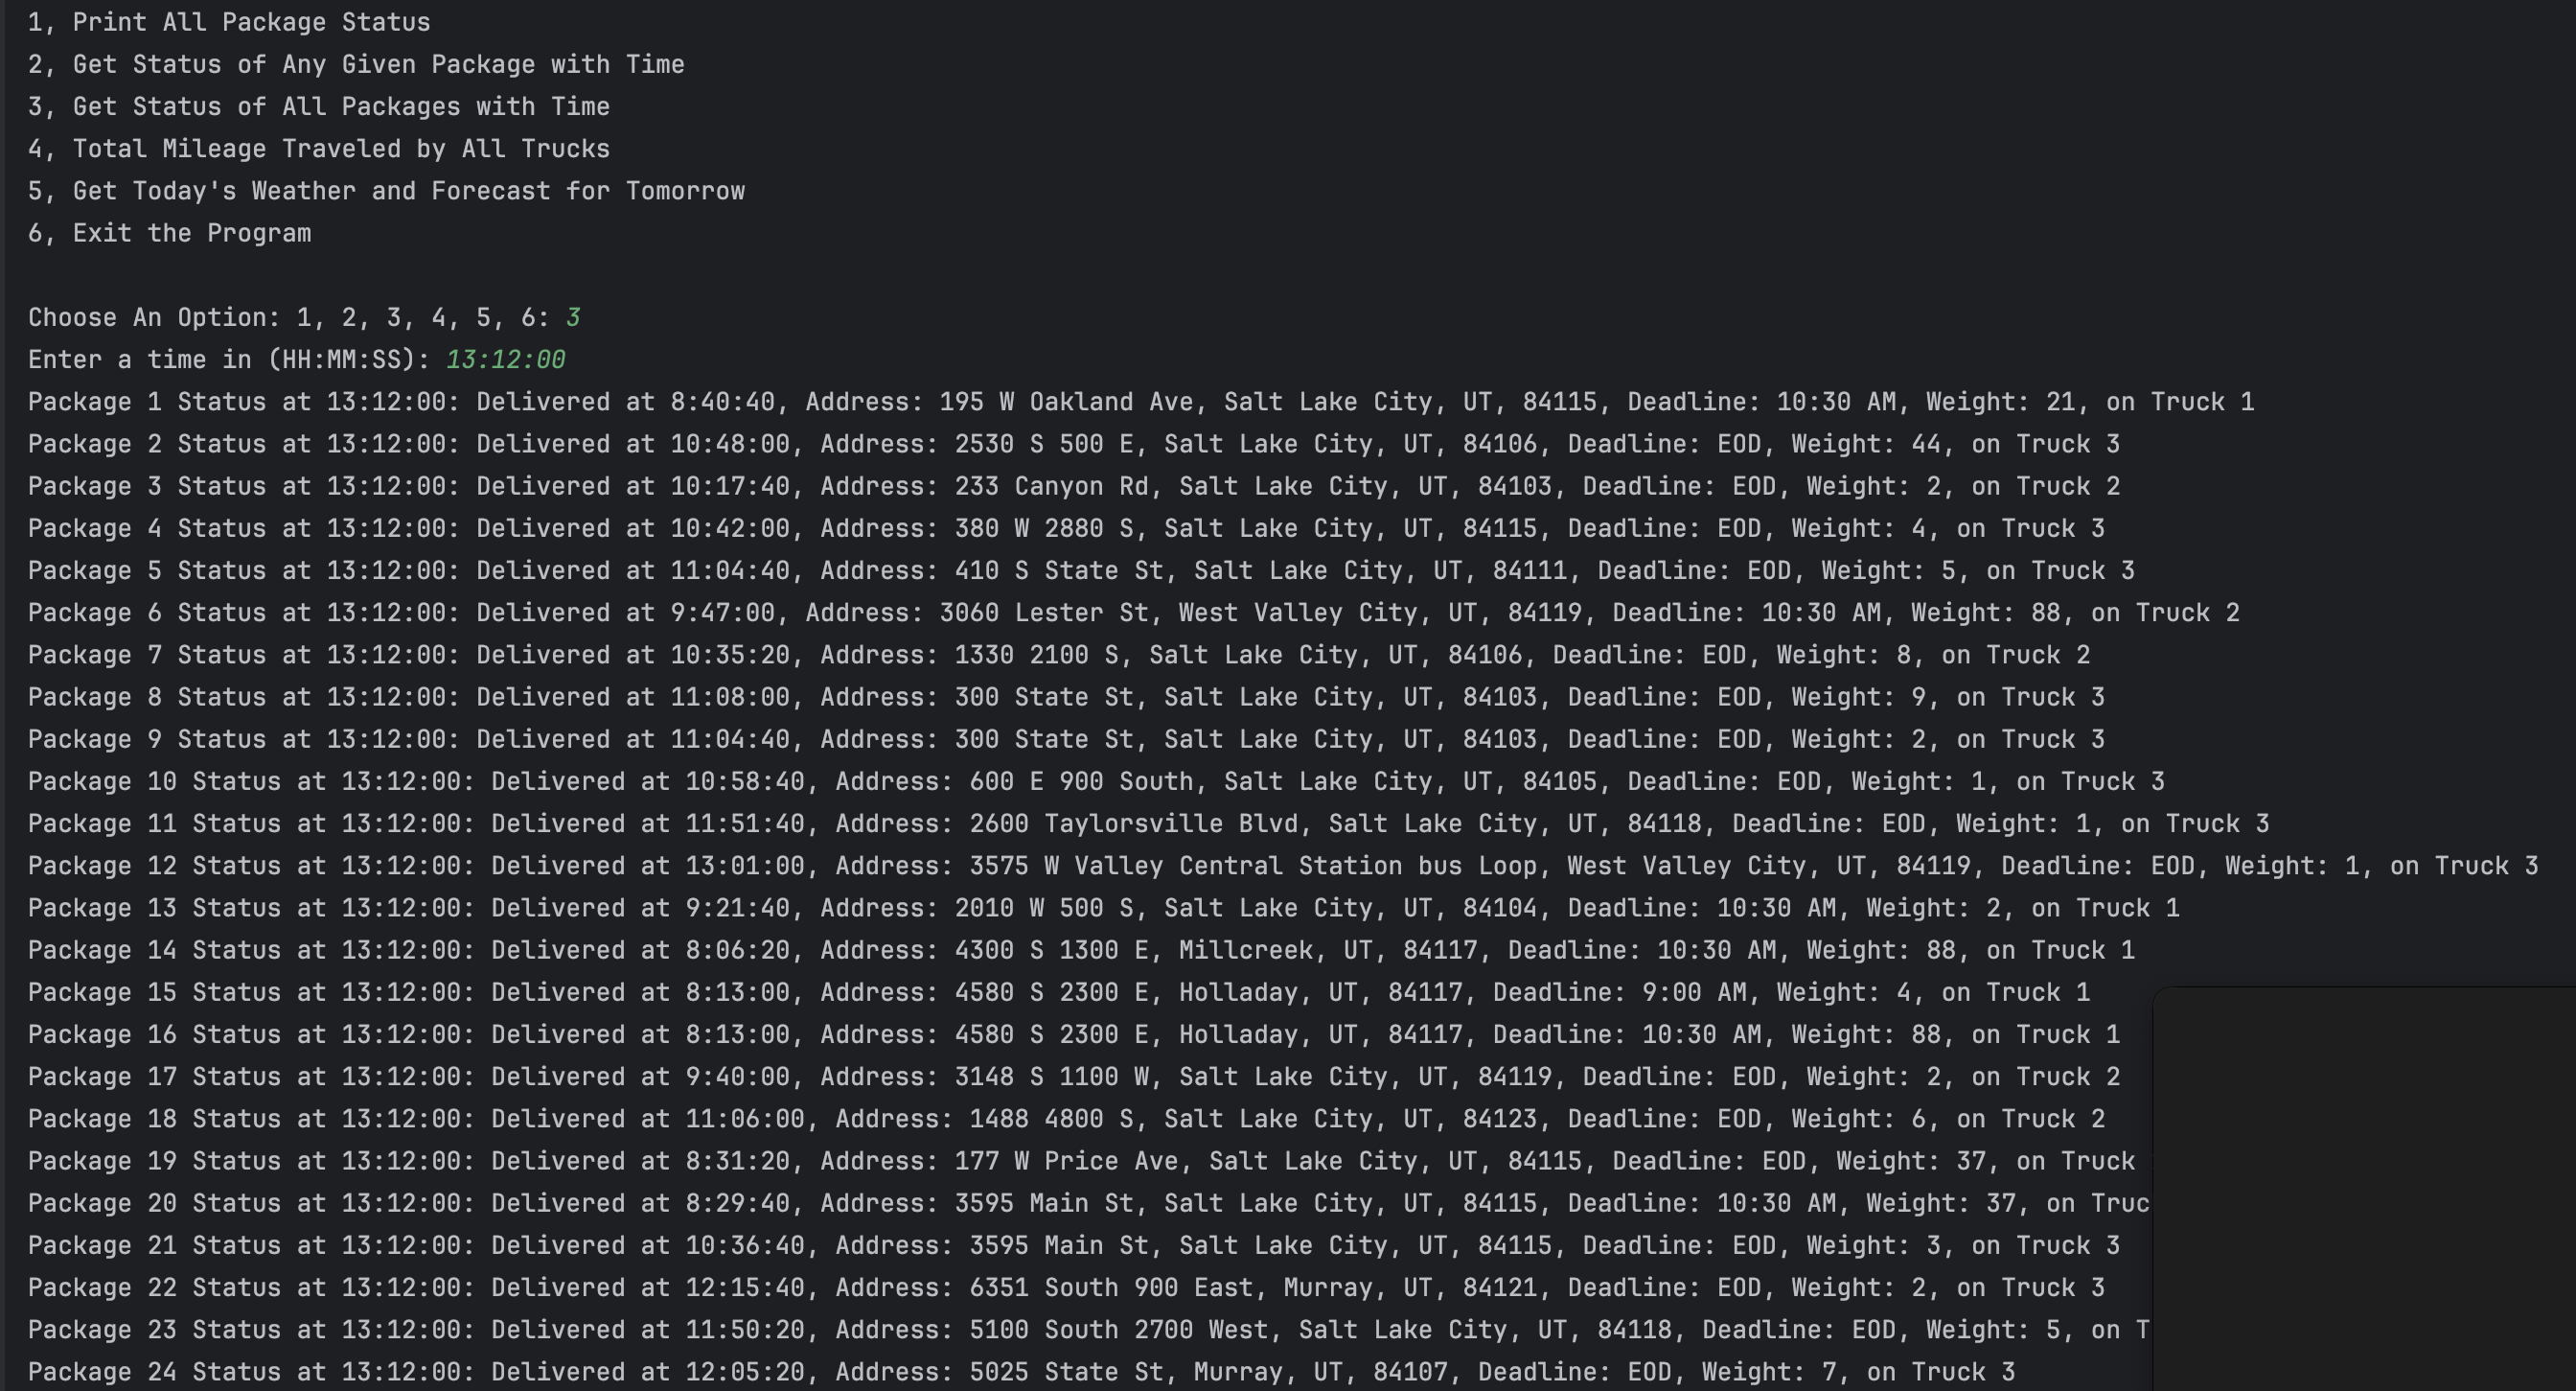 1, Print All Package Status
2, Get Status of Any Given Package with Time
3, Get Status of All Packages with Time
4, Total Mileage Traveled by All Trucks
5, Get Today's Weather and Forecast for Tomorrow
6, Exit the Program
Choose An Option: 1, 2, 3, 4, 5, 6: 3
Enter a time in (HH:MM:SS): 13:12:00
Package 1 Status at 13:12:00: Delivered at 8:40:40, Address: 195 W Oakland Ave, Salt Lake City, UT, 84115, Deadline: 10:30 AM, Weight: 21, on Truck 1
Package 2 Status at 13:12:00: Delivered at 10:48:00, Address: 2530 S 500 E, Salt Lake City, UT, 84106, Deadline: EOD, Weight: 44, on Truck 3
Package 3 Status at 13:12:00: Delivered at 10:17:40, Address: 233 Canyon Rd, Salt Lake City, UT, 84103, Deadline: EOD, Weight: 2, on Truck 2
Package 4 Status at 13:12:00: Delivered at 10:42:00, Address: 380 W 2880 S, Salt Lake City, UT, 84115, Deadline: EOD, Weight: 4, on Truck 3
Package 5 Status at 13:12:00: Delivered at 11:04:40, Address: 410 S State St, Salt Lake City, UT, 84111, Deadline: EOD, Weight: 5, on Truck 3
Package 6 Status at 13:12:00: Delivered at 9:47:00, Address: 3060 Lester St, West Valley City, UT, 84119, Deadline: 10:30 AM, Weight: 88, on Truck 2
Package 7 Status at 13:12:00: Delivered at 10:35:20, Address: 1330 2100 S, Salt Lake City, UT, 84106, Deadline: EOD, Weight: 8, on Truck 2
Package 8 Status at 13:12:00: Delivered at 11:08:00, Address: 300 State St, Salt Lake City, UT, 84103, Deadline: EOD, Weight: 9, on Truck 3
Package 9 Status at 13:12:00: Delivered at 11:04:40, Address: 300 State St, Salt Lake City, UT, 84103, Deadline: EOD, Weight: 2, on Truck 3
Package 10 Status at 13:12:00: Delivered at 10:58:40, Address: 600 E 900 South, Salt Lake City, UT, 84105, Deadline: EOD, Weight: 1, on Truck 3
Package 11 Status at 13:12:00: Delivered at 11:51:40, Address: 2600 Taylorsville Blvd, Salt Lake City, UT, 84118, Deadline: EOD, Weight: 1, on Truck 3
Package 12 Status at 13:12:00: Delivered at 13:01:00, Address: 3575 W Valley Central Station bus Loop, West Valley City, UT, 84119, Deadline: EOD, Weight: 1, on Truck 3
Package 13 Status at 13:12:00: Delivered at 9:21:40, Address: 2010 W 500 S, Salt Lake City, UT, 84104, Deadline: 10:30 AM, Weight: 2, on Truck 1
Package 14 Status at 13:12:00: Delivered at 8:06:20, Address: 4300 S 1300 E, Millcreek, UT, 84117, Deadline: 10:30 AM, Weight: 88, on Truck 1
Package 15 Status at 13:12:00: Delivered at 8:13:00, Address: 4580 S 2300 E, Holladay, UT, 84117, Deadline: 9:00 AM, Weight: 4, on Truck 1
Package 16 Status at 13:12:00: Delivered at 8:13:00, Address: 4580 S 2300 E, Holladay, UT, 84117, Deadline: 10:30 AM, Weight: 88, on Truck 1
Package 17 Status at 13:12:00: Delivered at 9:40:00, Address: 3148 S 1100 W, Salt Lake City, UT, 84119, Deadline: EOD, Weight: 2, on Truck 2
Package 18 Status at 13:12:00: Delivered at 11:06:00, Address: 1488 4800 S, Salt Lake City, UT, 84123, Deadline: EOD, Weight: 6, on Truck 2
Package 19 Status at 13:12:00: Delivered at 8:31:20, Address: 177 W Price Ave, Salt Lake City, UT, 84115, Deadline: EOD, Weight: 37, on Truck
Package 20 Status at 13:12:00: Delivered at 8:29:40, Address: 3595 Main St, Salt Lake City, UT, 84115, Deadline: 10:30 AM, Weight: 37, on Truc
Package 21 Status at 13:12:00: Delivered at 10:36:40, Address: 3595 Main St, Salt Lake City, UT, 84115, Deadline: EOD, Weight: 3, on Truck 3
Package 22 Status at 13:12:00: Delivered at 12:15:40, Address: 6351 South 900 East, Murray, UT, 84121, Deadline: EOD, Weight: 2, on Truck 3
Package 23 Status at 13:12:00: Delivered at 11:50:20, Address: 5100 South 2700 West, Salt Lake City, UT, 84118, Deadline: EOD, Weight: 5, on T
Package 24 Status at 13:12:00: Delivered at 12:05:20, Address: 5025 State St, Murray, UT, 84107, Deadline: EOD, Weight: 7, on Truck 3